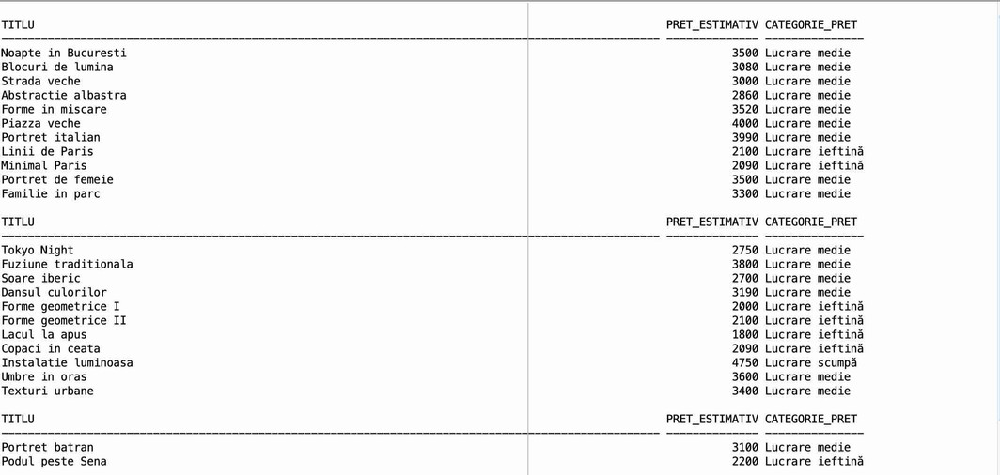 TITLU PRET_ESTIMATIV CATEGORIE_PRET
Noapte in Bucuresti 3500 Lucrare medie
Blocuri de lumina 3080 Lucrare medie
Strada veche 3000 Lucrare medie
Abstractie albastra 2860 Lucrare medie
Forme in miscare 3520 Lucrare medie
Piazza veche 4000 Lucrare medie
Portret italian 3990 Lucrare medie
Linii de Paris 2100 Lucrare ieftină
Minimal Paris 2090 Lucrare ieftină
Portret de femeie 3500 Lucrare medie
Familie in parc 3300 Lucrare medie
TITLU PRET_ESTIMATIV CATEGORIE_PRET
Tokyo Night 2750 Lucrare medie
Fuziune traditionala 3800 Lucrare medie
Soare iberic 2700 Lucrare medie
Dansul culorilor 3190 Lucrare medie
Forme geometrice I 2000 Lucrare ieftină
Forme geometrice II 2100 Lucrare ieftină
Lacul la apus 1800 Lucrare ieftină
Copaci in ceata 2090 Lucrare ieftină
Instalatie luminoasa 4750 Lucrare scumpă
Umbre in oras 3600 Lucrare medie
Texturi urbane 3400 Lucrare medie
TITLU PRET_ESTIMATIV CATEGORIE_PRET
Portret batran 3100 Lucrare medie
Podul peste Sena 2200 Lucrare ieftină